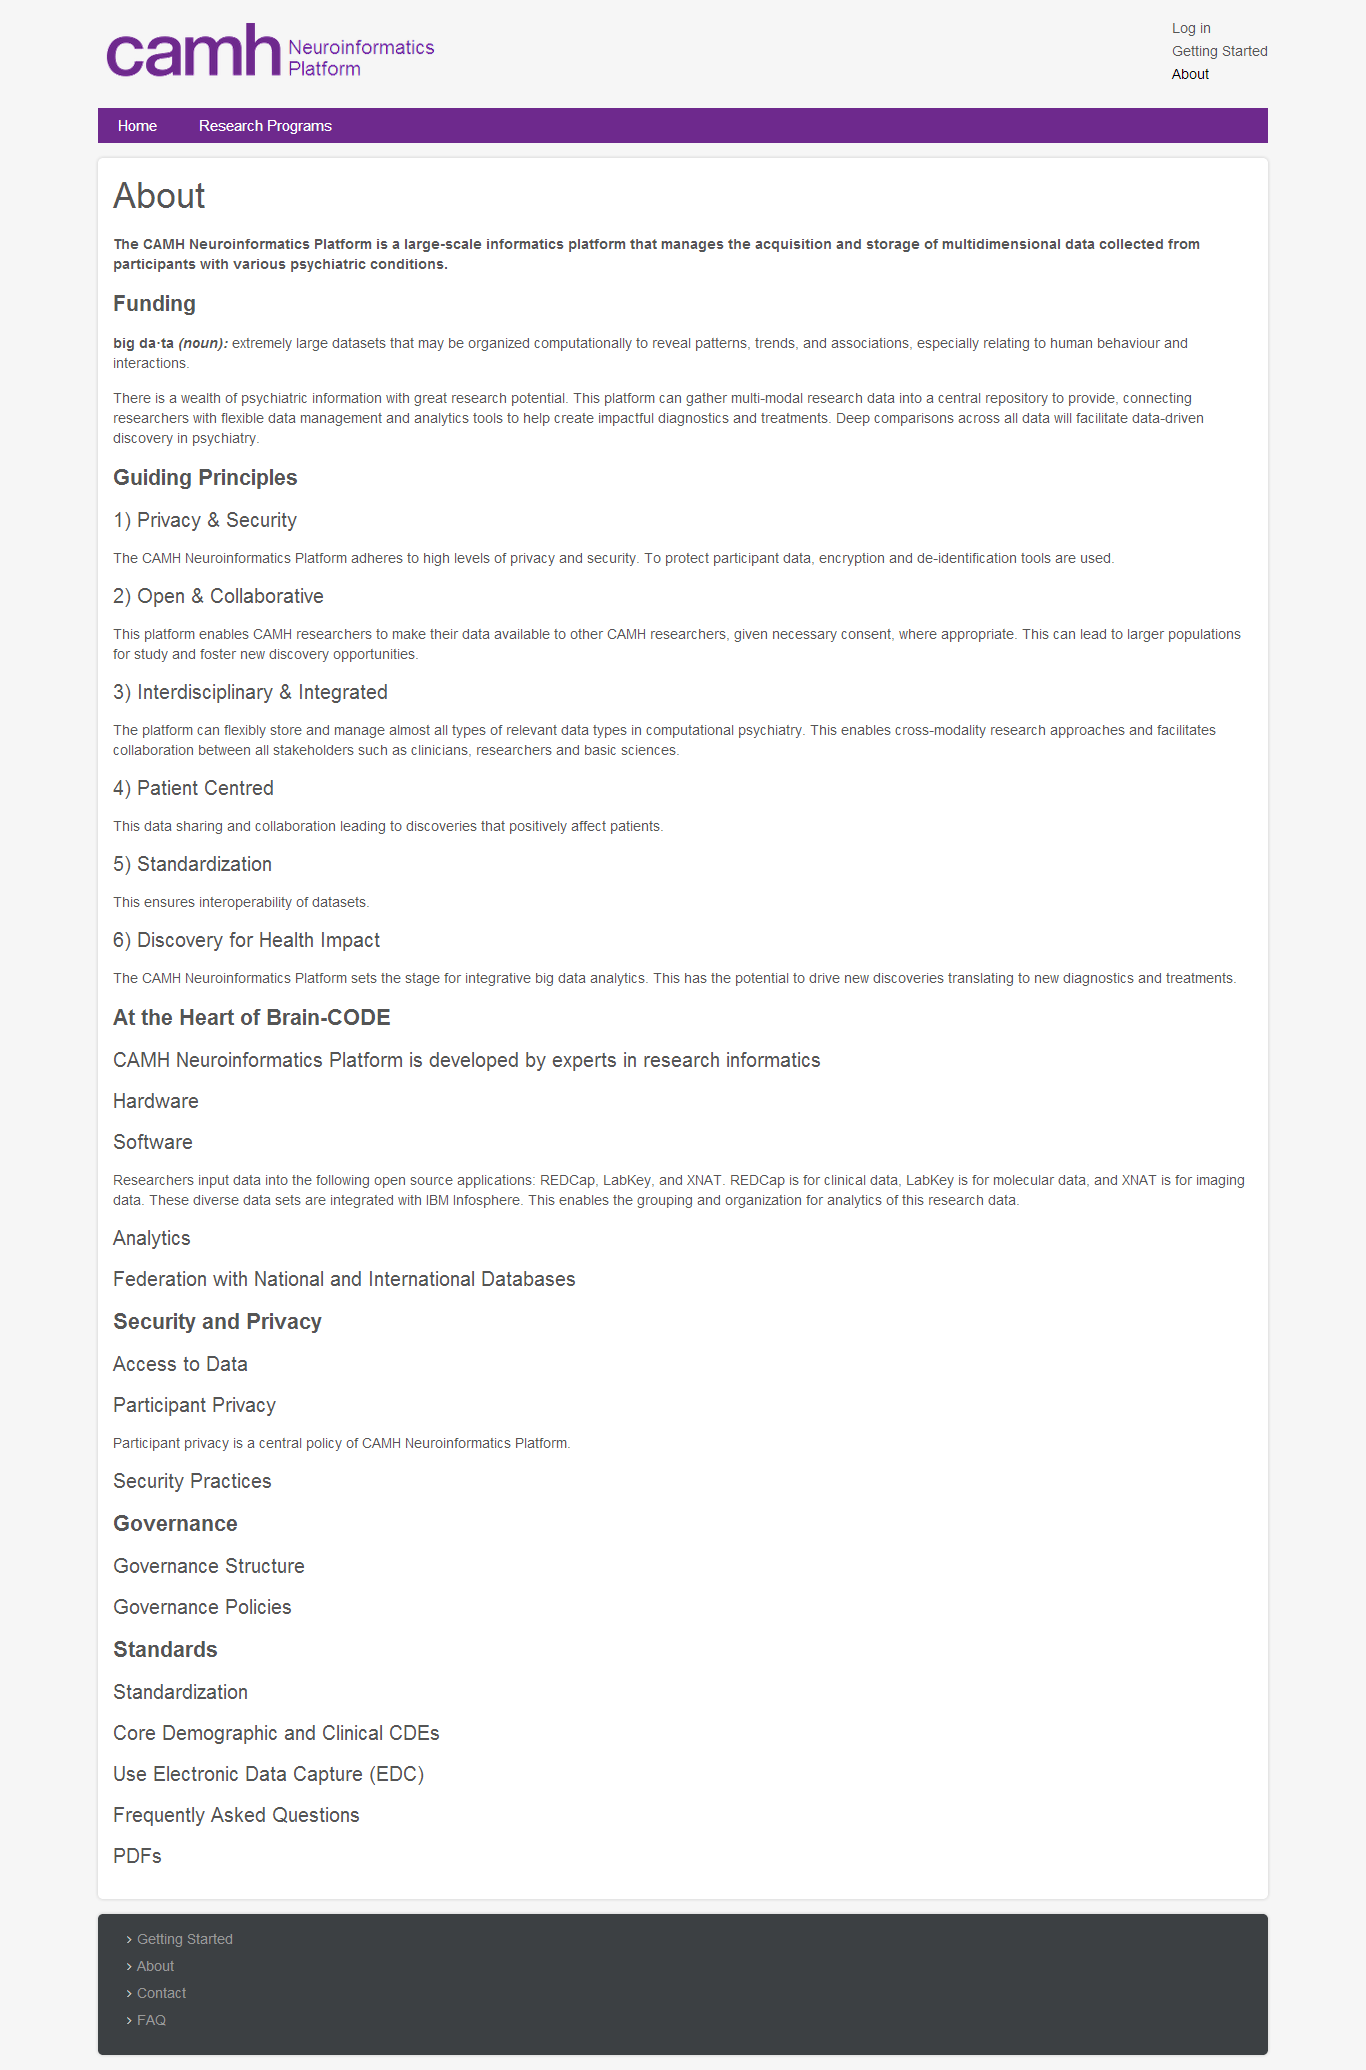 camh Neuroinformatics
Platform
Log in
Getting Started
About
Home Research Programs
About
The CAMH Neuroinformatics Platform is a large-scale informatics platform that manages the acquisition and storage of multidimensional data collected from
participants with various psychiatric conditions.
Funding
big da·ta (noun): extremely large datasets that may be organized computationally to reveal patterns, trends, and associations, especially relating to human behaviour and
interactions.
There is a wealth of psychiatric information with great research potential. This platform can gather multi-modal research data into a central repository to provide, connecting
researchers with flexible data management and analytics tools to help create impactful diagnostics and treatments. Deep comparisons across all data will facilitate data-driven
discovery in psychiatry.
Guiding Principles
1) Privacy & Security
The CAMH Neuroinformatics Platform adheres to high levels of privacy and security. To protect participant data, encryption and de-identification tools are used.
2) Open & Collaborative
This platform enables CAMH researchers to make their data available to other CAMH researchers, given necessary consent, where appropriate. This can lead to larger populations
for study and foster new discovery opportunities.
3) Interdisciplinary & Integrated
The platform can flexibly store and manage almost all types of relevant data types in computational psychiatry. This enables cross-modality research approaches and facilitates
collaboration between all stakeholders such as clinicians, researchers and basic sciences.
4) Patient Centred
This data sharing and collaboration leading to discoveries that positively affect patients.
5) Standardization
This ensures interoperability of datasets.
6) Discovery for Health Impact
The CAMH Neuroinformatics Platform sets the stage for integrative big data analytics. This has the potential to drive new discoveries translating to new diagnostics and treatments.
At the Heart of Brain-CODE
CAMH Neuroinformatics Platform is developed by experts in research informatics
Hardware
Software
Researchers input data into the following open source applications: REDCap, LabKey, and XNAT. REDCap is for clinical data, LabKey is for molecular data, and XNAT is for imaging
data. These diverse data sets are integrated with IBM Infosphere. This enables the grouping and organization for analytics of this research data.
Analytics
Federation with National and International Databases
Security and Privacy
Access to Data
Participant Privacy
Participant privacy is a central policy of CAMH Neuroinformatics Platform.
Security Practices
Governance
Governance Structure
Governance Policies
Standards
Standardization
Core Demographic and Clinical CDEs
Use Electronic Data Capture (EDC)
Frequently Asked Questions
PDFs
› Getting Started
› About
› Contact
› FAQ